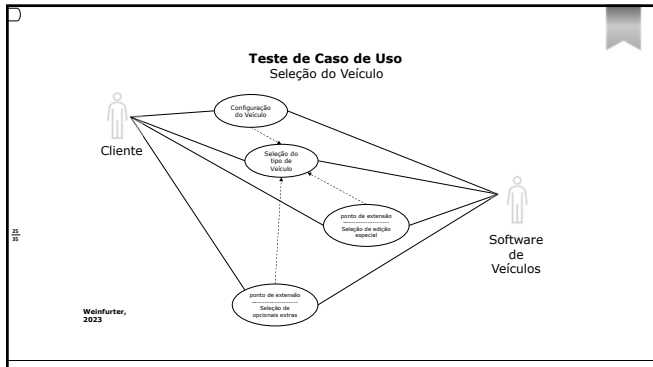 Teste de Caso de Uso
Seleção do Veículo
Configuração
do Veículo
Cliente
Seleção do
tipo de
Veículo
ponto de extensão
--------------------
Seleção de edição
especial
Software
de
Veículos
25
35
ponto de extensão
--------------------
Seleção de
opcionais extras
Weinfurter,
2023